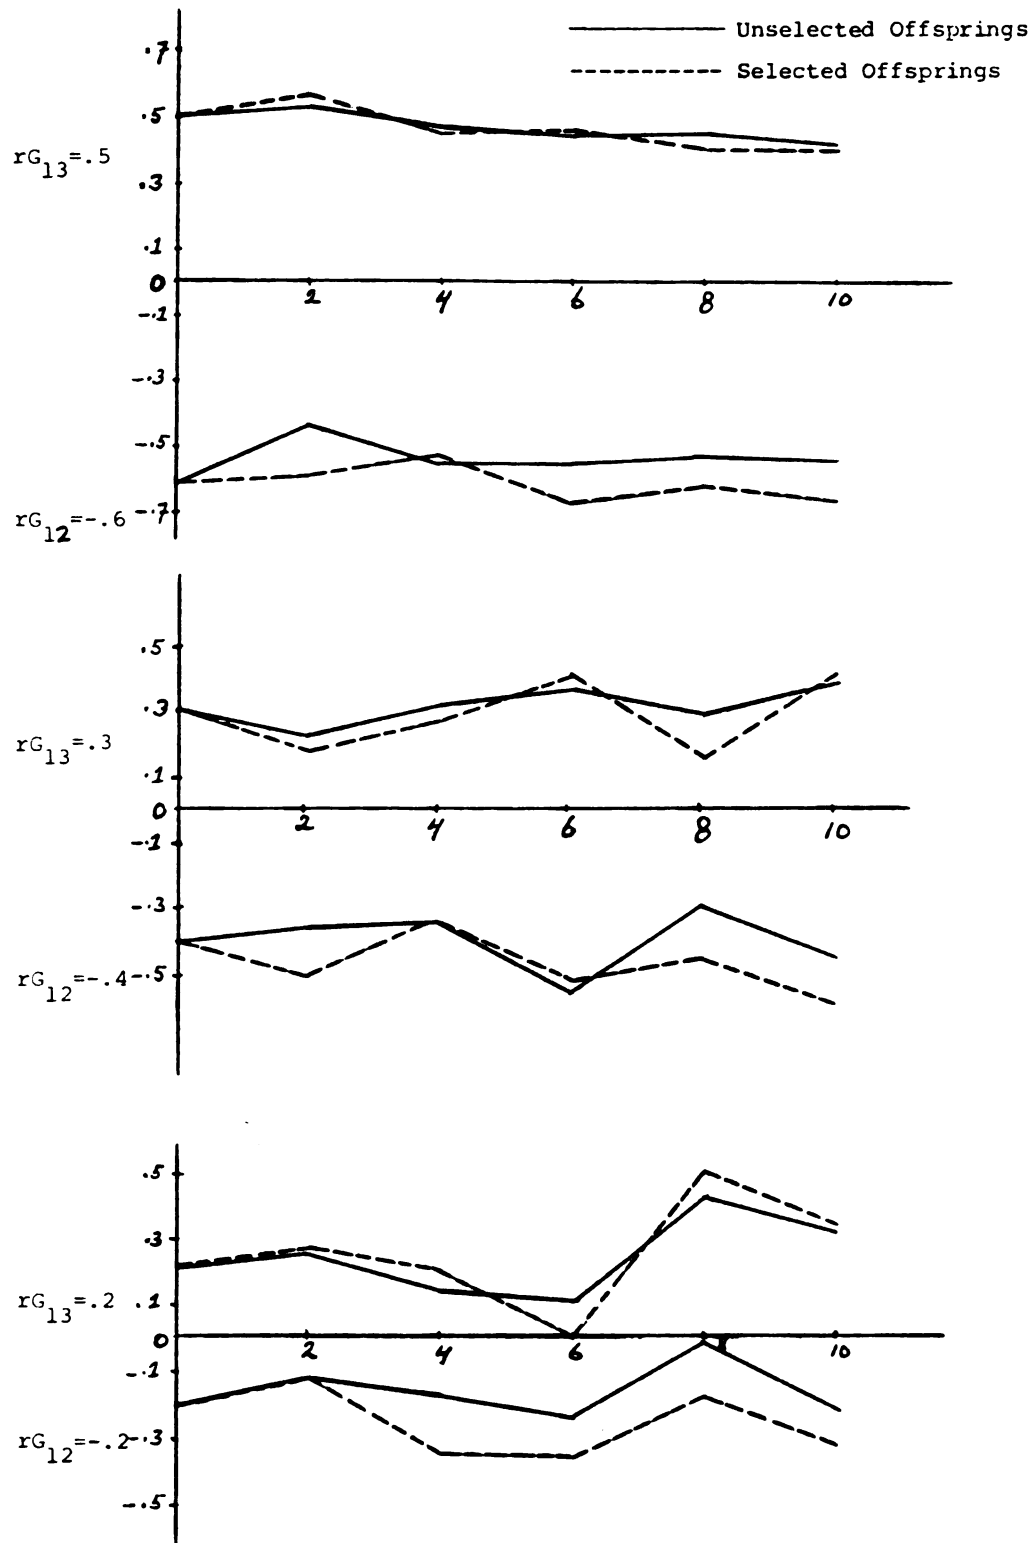 Unselected Offsprings
Selected Offsprings
.7
.5
rG13=.5
.3
.1
0
2 4 6 8 10
-.1
-.3
-.5
rG12=-.6 -.7
.5
.3
rG13=.3
.1
0
2 4 6 8 10
-.1
-.3
rG12=-.4 -.5
.5
.3
rG13=.2 .1
0
2 4 6 8 10
-.1
rG12=-.2 -.3
-.5